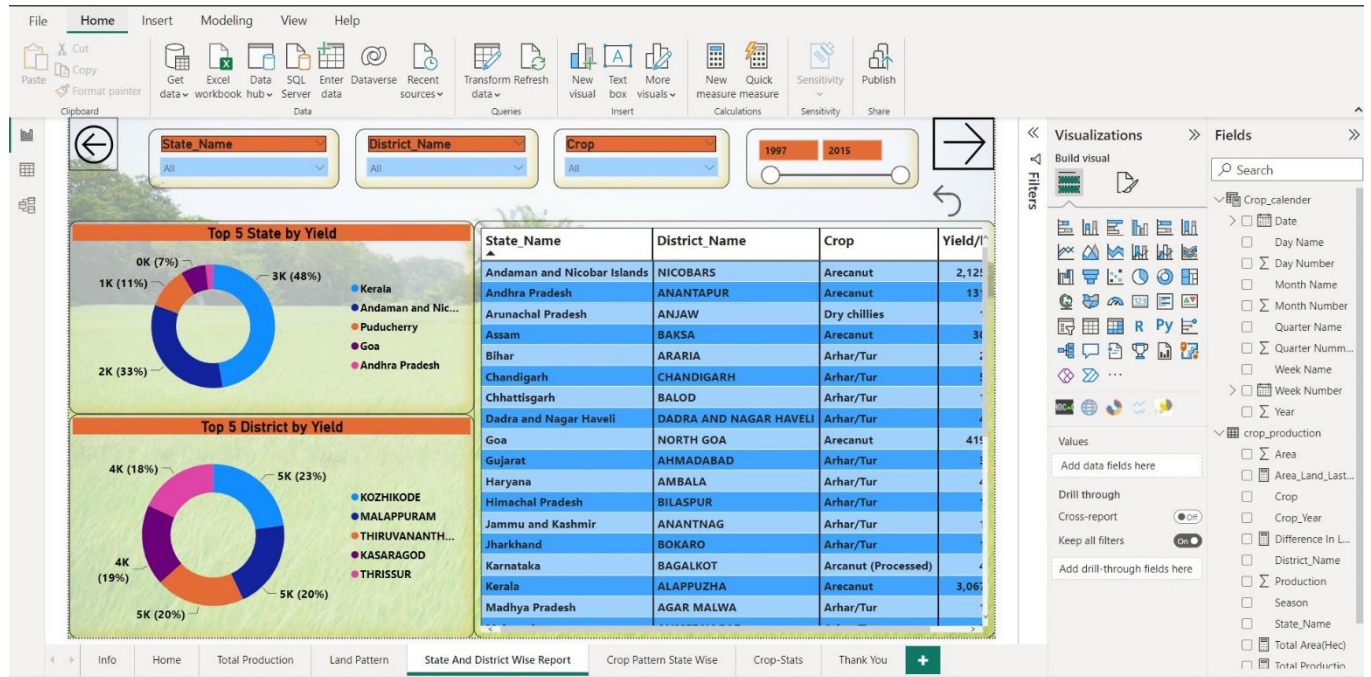 File Home Insert Modeling View Help
Cut
Copy
Format painter
Paste
Get data
Excel workbook
Data hub
SQL Server
Enter data
Dataverse
Recent sources
Transform data
Refresh
New visual
Text box
More visuals
New measure
Quick measure
Sensitivity
Publish
Clipboard Data Queries Insert Calculations Sensitivity Share
State_Name
All
District_Name
All
Crop
All
1997 2015
Top 5 State by Yield
0K (7%)
1K (11%)
3K (48%)
2K (33%)
Kerala
Andaman and Nic...
Puducherry
Goa
Andhra Pradesh
Top 5 District by Yield
4K (18%)
5K (23%)
4K (19%)
5K (20%)
5K (20%)
KOZHIKODE
MALAPPURAM
THIRUVANANTH...
KASARAGOD
THRISSUR
State_Name District_Name Crop Yield/
Andaman and Nicobar Islands NICOBARS Arecanut 2,125
Andhra Pradesh ANANTAPUR Arecanut 131
Arunachal Pradesh ANJAW Dry chillies
Assam BAKSA Arecanut 30
Bihar ARARIA Arhar/Tur
Chandigarh CHANDIGARH Arhar/Tur
Chhattisgarh BALOD Arhar/Tur
Dadra and Nagar Haveli DADRA AND NAGAR HAVELI Arhar/Tur
Goa NORTH GOA Arecanut 419
Gujarat AHMADABAD Arhar/Tur
Haryana AMBALA Arhar/Tur
Himachal Pradesh BILASPUR Arhar/Tur
Jammu and Kashmir ANANTNAG Arhar/Tur
Jharkhand BOKARO Arhar/Tur
Karnataka BAGALKOT Arcanut (Processed)
Kerala ALAPPUZHA Arecanut 3,067
Madhya Pradesh AGAR MALWA Arhar/Tur
Filters
Visualizations
Build visual
R Py
123
Values
Add data fields here
Drill through
Cross-report Off
Keep all filters On
Add drill-through fields here
Fields
Search
Crop_calender
Date
Day Name
Day Number
Month Name
Month Number
Quarter Name
Quarter Numm...
Week Name
Week Number
Year
crop_production
Area
Area_Land_Last...
Crop
Crop_Year
Difference In L...
District_Name
Production
Season
State_Name
Total Area(Hec)
Total Productio
Info Home Total Production Land Pattern State And District Wise Report Crop Pattern State Wise Crop-Stats Thank You